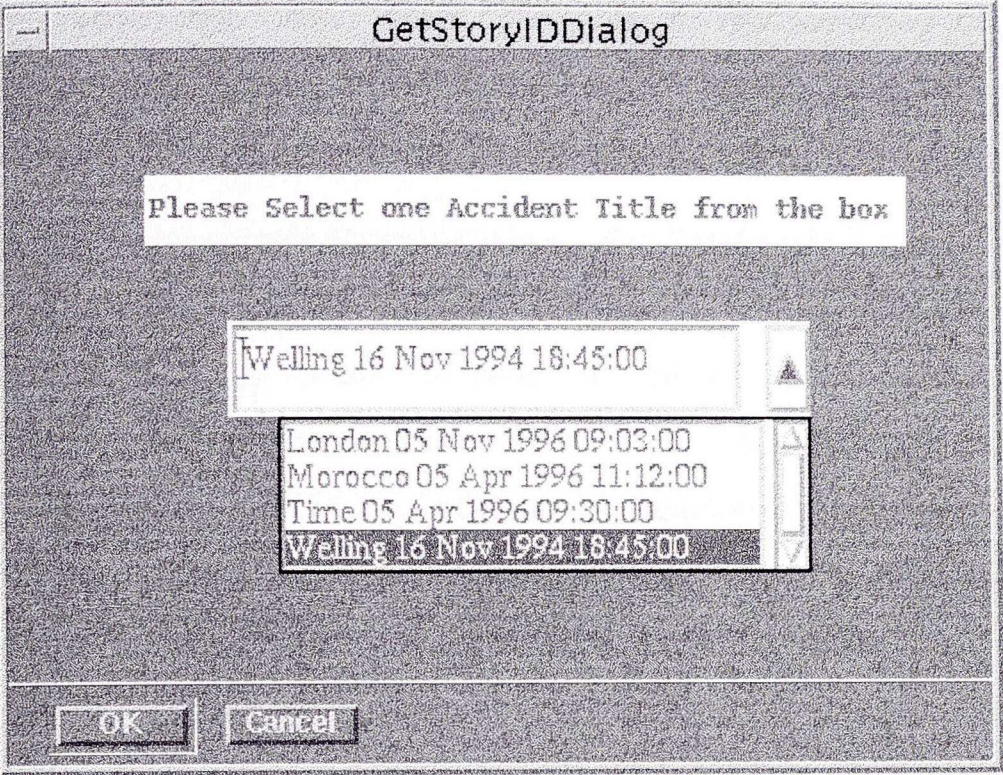 GetStoryIDDialog
Please Select one Accident Title from the box
Welling 16 Nov 1994 18:45:00
London 05 Nov 1996 09:03:00
Morocco 05 Apr 1996 11:12:00
Time 05 Apr 1996 09:30:00
Welling 16 Nov 1994 18:45:00
OK Cancel